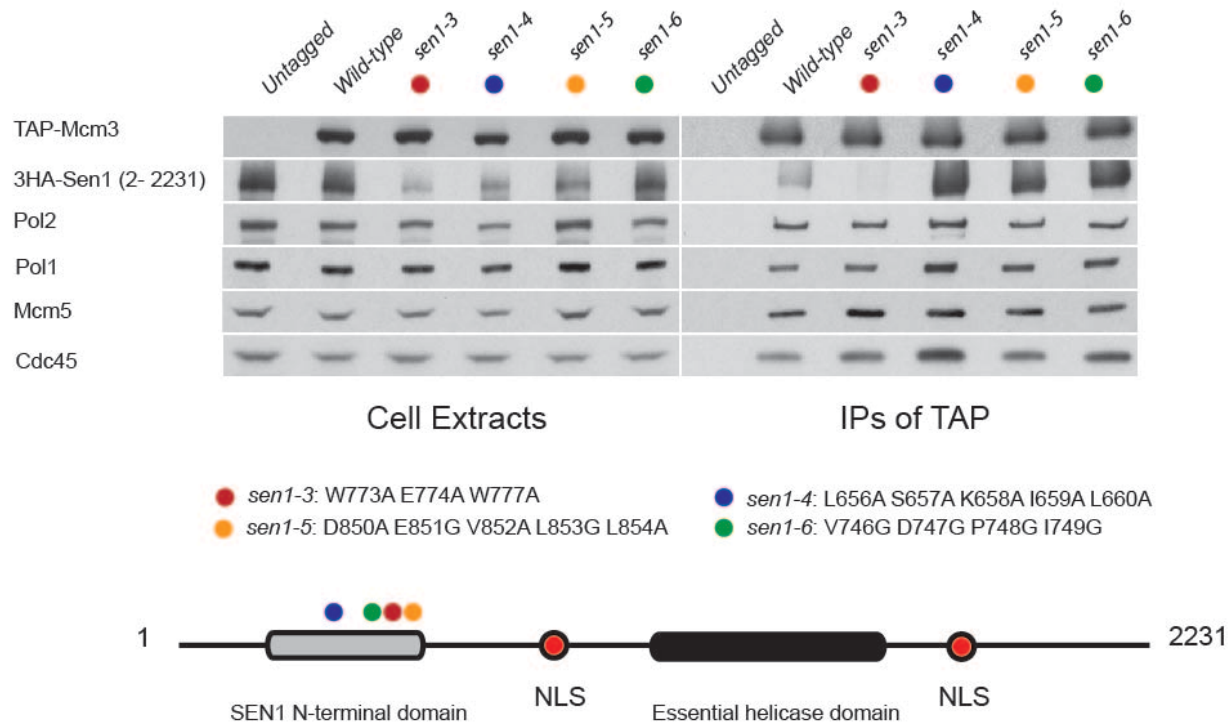 Untagged Wild-type sen1-3 sen1-4 sen1-5 sen1-6 Untagged Wild-type sen1-3 sen1-4 sen1-5 sen1-6
TAP-Mcm3
3HA-Sen1 (2- 2231)
Pol2
Pol1
Mcm5
Cdc45
Cell Extracts IPs of TAP
sen1-3: W773A E774A W777A sen1-4: L656A S657A K658A I659A L660A
sen1-5: D850A E851G V852A L853G L854A sen1-6: V746G D747G P748G I749G
1 2231
SEN1 N-terminal domain NLS Essential helicase domain NLS